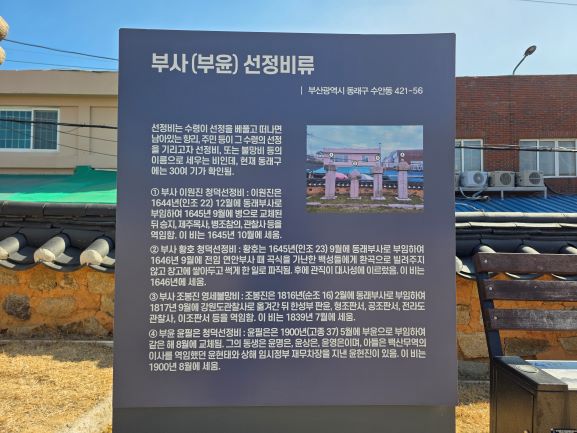 부사(부윤) 선정비류
| 부산광역시 동래구 수안동 421-56
선정비는 수령이 선정을 베풀고 떠나면
남아있는 향리, 주민 등이 그 수령의 선정
을 기리고자 선정비, 또는 불망비 등의
이름으로 세우는 비인데, 현재 동래구
에는 30여 기가 확인됨.
① 부사 이원진 청덕선정비 : 이원진은
1644년(인조 22) 12월에 동래부사로
부임하여 1645년 9월에 병으로 교체된
뒤 승지, 제주목사, 병조참의, 관찰사 등을
역임함. 이 비는 1645년 10월에 세움.
② 부사 황호 청덕선정비 : 황호는 1645년(인조 23) 9월에 동래부사로 부임하여
1646년 9월에 전임 연안부사 때 곡식을 가난한 백성들에게 환곡으로 빌려주지
않고 창고에 쌓아두고 썩게 한 일로 파직됨. 후에 관직이 대사성에 이르렀음. 이 비는
1646년에 세움.
③ 부사 조봉진 영세불망비 : 조봉진은 1816년(순조 16) 2월에 동래부사로 부임하여
1817년 9월에 강원도관찰사로 옮겨간 뒤 한성부 판윤, 형조판서, 공조판서, 전라도
관찰사, 이조판서 등을 역임함. 이 비는 1839년 7월에 세움.
④ 부윤 윤필은 청덕선정비 : 윤필은은 1900년(고종 37) 5월에 부윤으로 부임하여
같은 해 8월에 교체됨. 그의 동생은 윤명은, 윤상은, 윤영은이며, 아들은 백산무역의
이사를 역임했던 윤현태와 상해 임시정부 재무차장을 지낸 윤현진이 있음. 이 비는
1900년 8월에 세움.